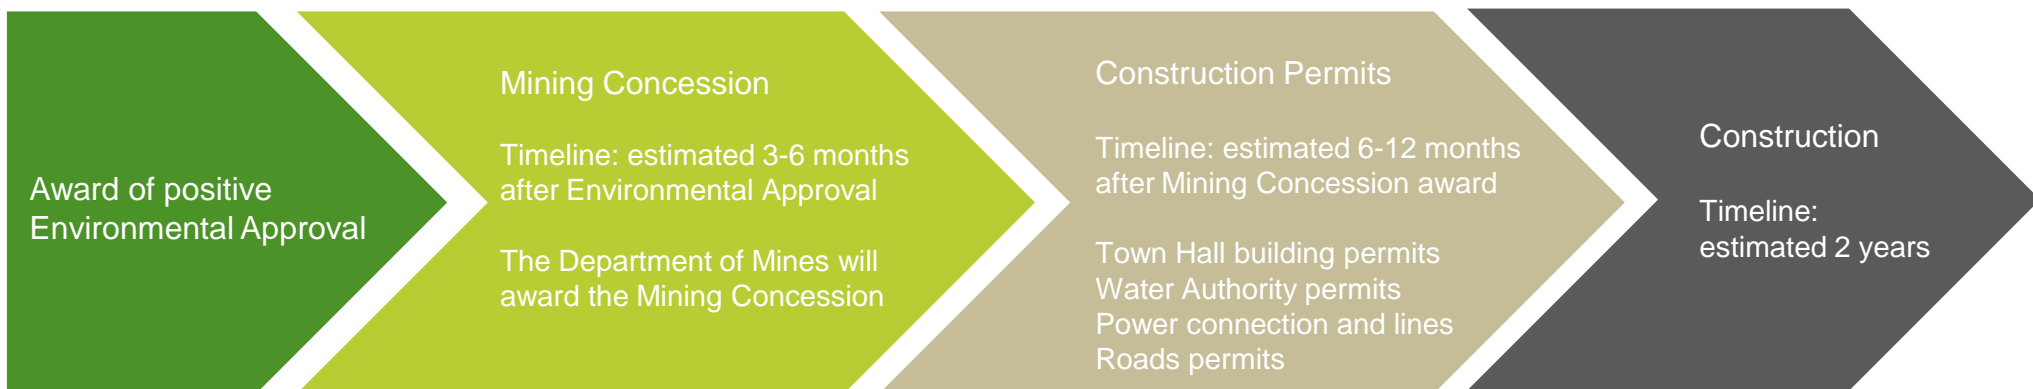 Award of positive
Environmental Approval
Mining Concession
Timeline: estimated 3-6 months
after Environmental Approval
The Department of Mines will
award the Mining Concession
Construction Permits
Timeline: estimated 6-12 months
after Mining Concession award
Town Hall building permits
Water Authority permits
Power connection and lines
Roads permits
Construction
Timeline:
estimated 2 years